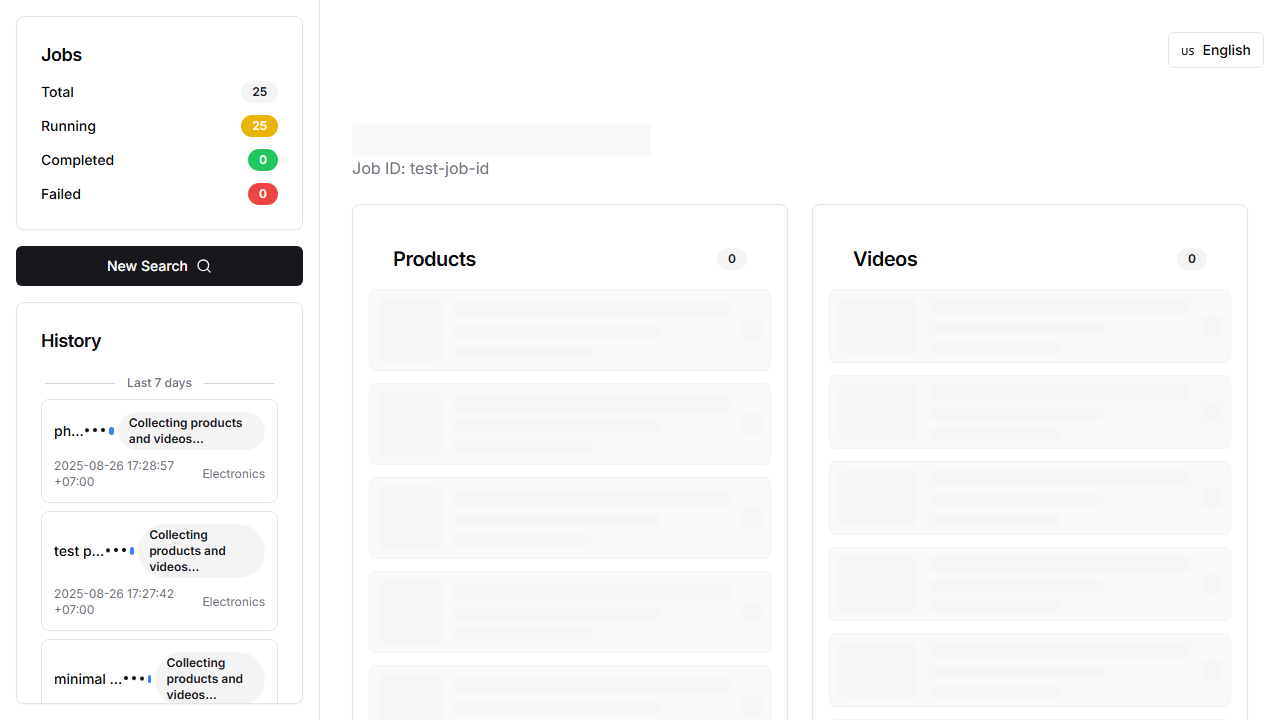 Jobs
Total 25
Running 25
Completed 0
Failed 0
New Search
History
Last 7 days
ph... Collecting products
and videos...
2025-08-26 17:28:57
+07:00
Electronics
test p... Collecting
products and
videos...
2025-08-26 17:27:42
+07:00
Electronics
minimal ... Collecting
products and
videos...
US English
Job ID: test-job-id
Products 0
Videos 0